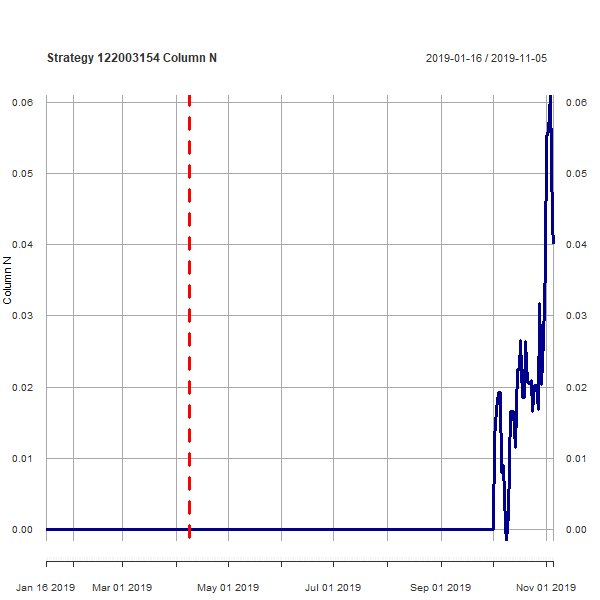 Strategy 122003154 Column N
2019-01-16 / 2019-11-05
0.06
0.06
0.05
0.05
0.04
0.04
0.03
0.03
0.02
0.02
0.01
0.01
0.00
0.00
Column N
Jan 16 2019
Mar 01 2019
May 01 2019
Jul 01 2019
Sep 01 2019
Nov 01 2019